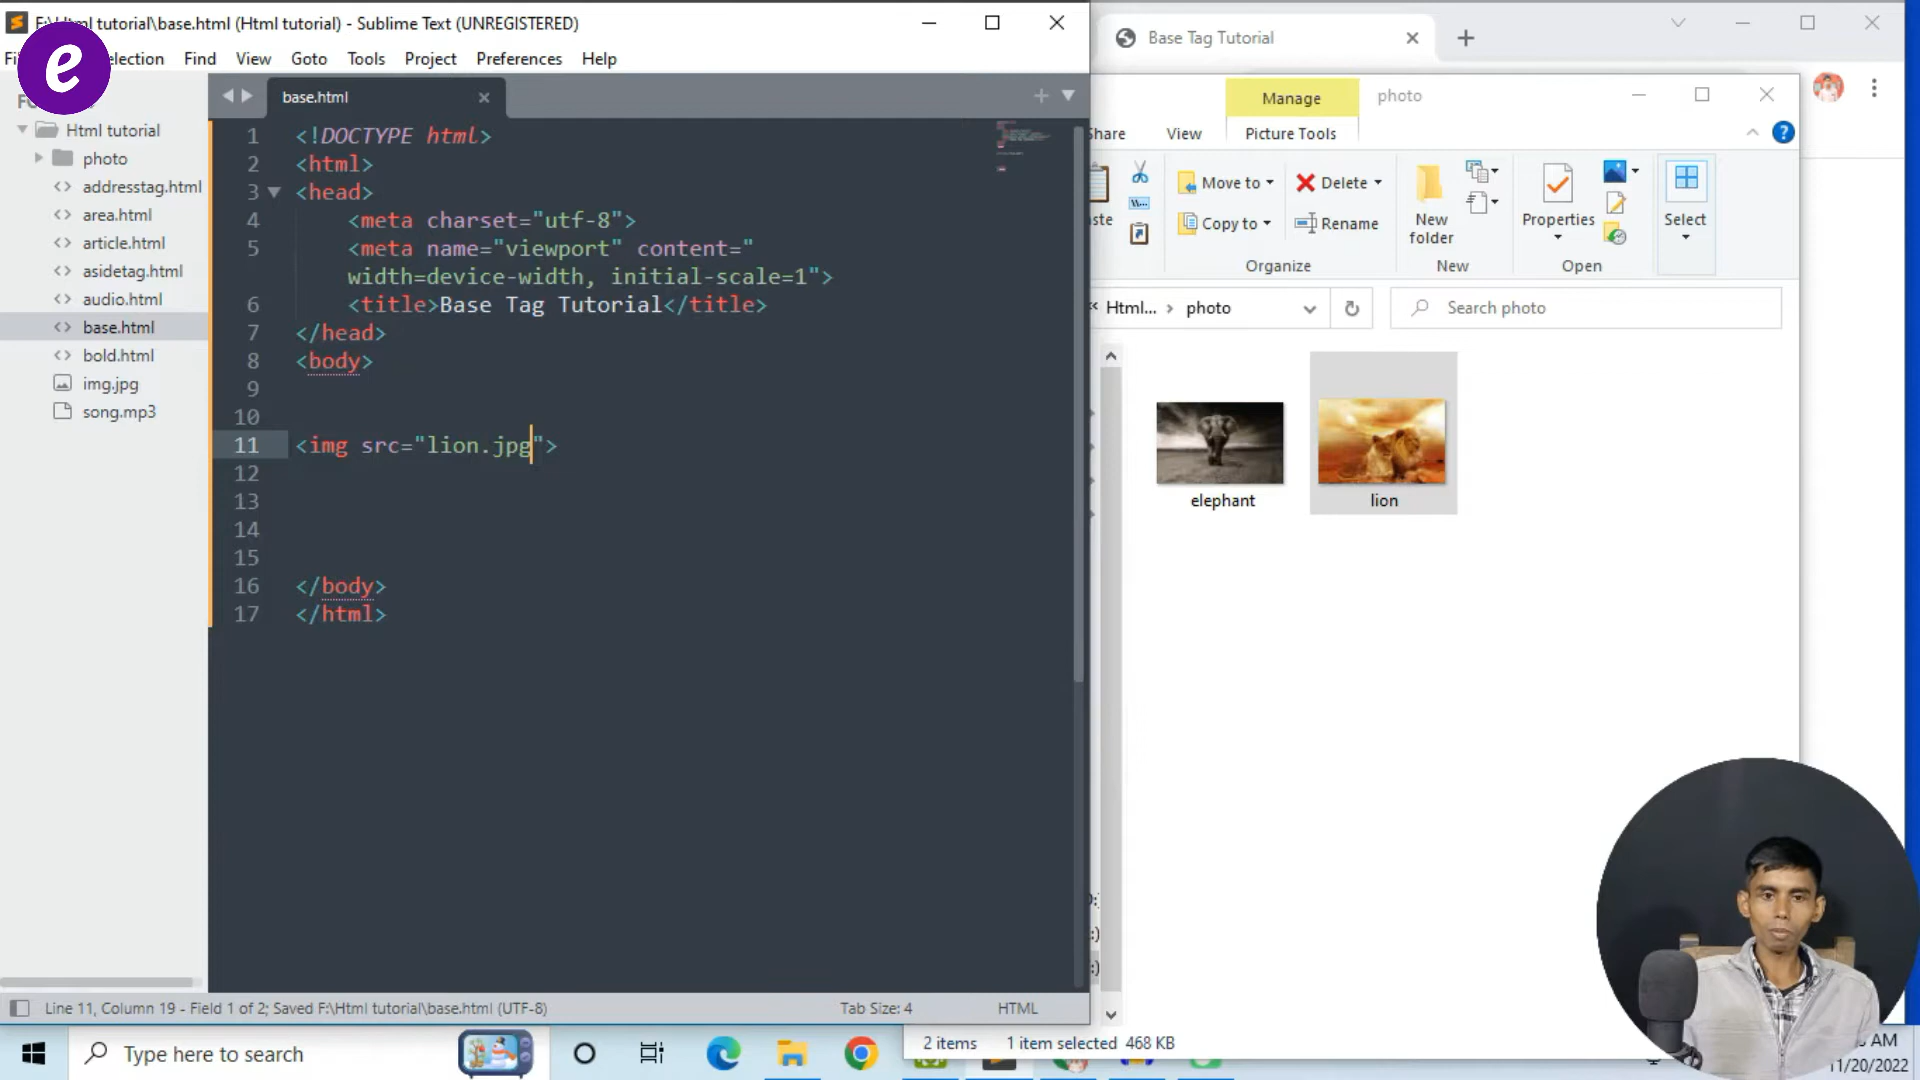 F:\Html tutorial\base.html (Html tutorial) - Sublime Text (UNREGISTERED)
e
Selection Find View Goto Tools Project Preferences Help
Html tutorial
photo
addresstag.html
area.html
article.html
asidetag.html
audio.html
base.html
bold.html
img.jpg
song.mp3
base.html
1 <!DOCTYPE html>
2 <html>
3 <head>
4 <meta charset="utf-8">
5 <meta name="viewport" content="
width=device-width, initial-scale=1">
6 <title>Base Tag Tutorial</title>
7 </head>
8 <body>
9
10
11 <img src="lion.jpg">
12
13
14
15
16 </body>
17 </html>
Line 11, Column 19 - Field 1 of 2; Saved F:\Html tutorial\base.html (UTF-8)
Tab Size: 4
HTML
Base Tag Tutorial
Manage
photo
Share View Picture Tools
Move to
Copy to
Delete
Rename
New
folder
Properties
Select
Organize New Open
« Html... > photo
Search photo
elephant
lion
2 items 1 item selected 468 KB
Type here to search
AM
11/20/2022